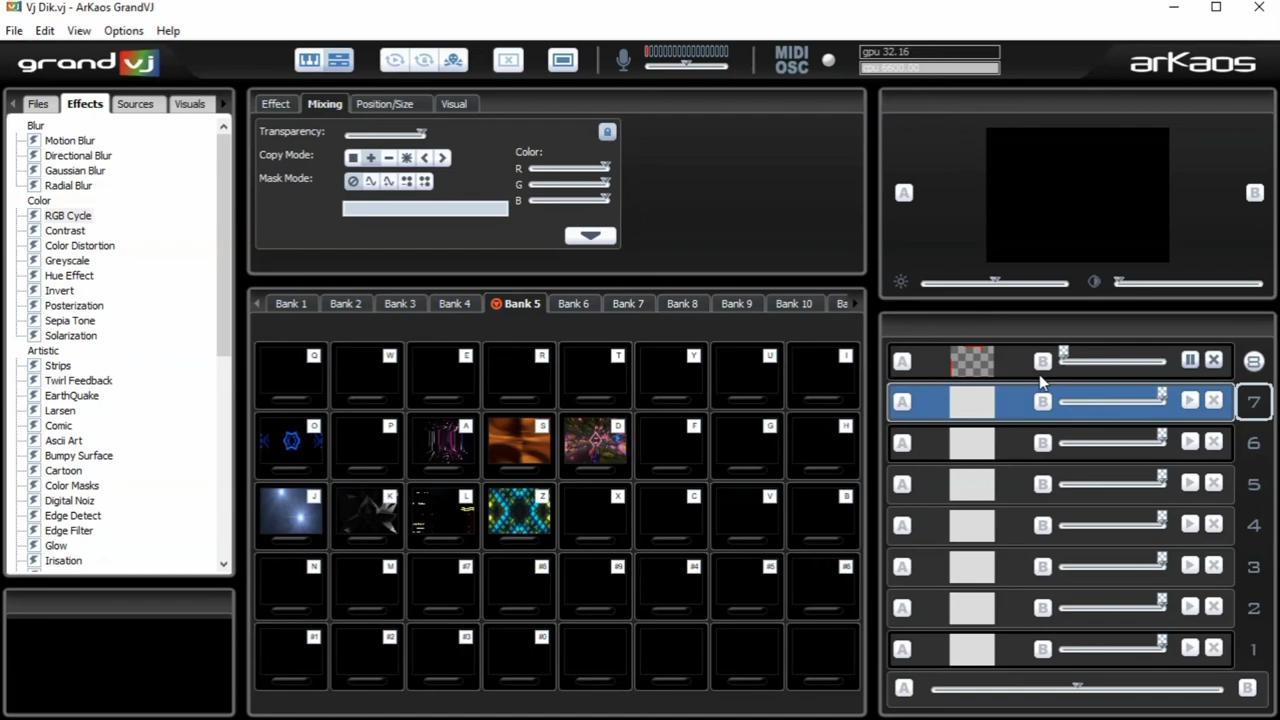 Vj Dik.vj - ArKaos GrandVJ
File Edit View Options Help
grand vj
MIDI
OSC
gpu 32.16
arKaos
Files Effects Sources Visuals
Blur
Motion Blur
Directional Blur
Gaussian Blur
Radial Blur
Color
RGB Cycle
Contrast
Color Distortion
Greyscale
Hue Effect
Invert
Posterization
Sepia Tone
Solarization
Artistic
Strips
Twirl Feedback
EarthQuake
Larsen
Comic
Ascii Art
Bumpy Surface
Cartoon
Color Masks
Digital Noiz
Edge Detect
Edge Filter
Glow
Irisation
Effect Mixing Position/Size Visual
Transparency:
Copy Mode:
Mask Mode:
Color:
R
G
B
Bank 1 Bank 2 Bank 3 Bank 4 Bank 5 Bank 6 Bank 7 Bank 8 Bank 9 Bank 10 Ba
Q W E R T Y U I
O P A S D F G H
J K L Z X C V B
N M #7 #8 #9 #4 #5 #6
#1 #2 #3 #0
A B
A B 8
A B 7
A B 6
A B 5
A B 4
A B 3
A B 2
A B 1
A B